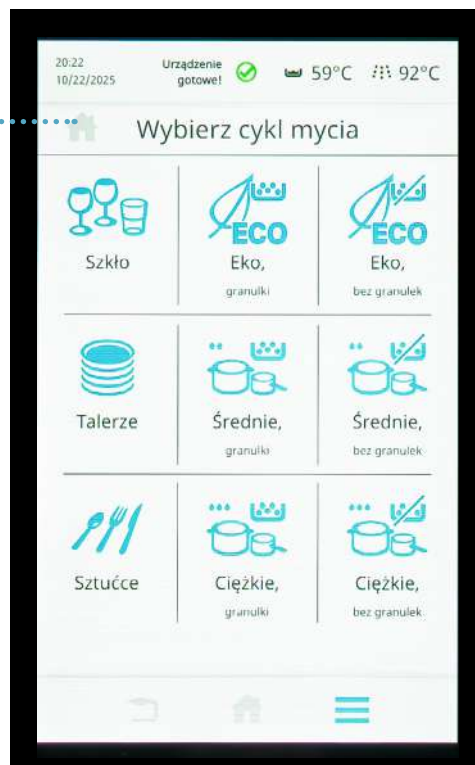 20:22
10/22/2025
Urządzenie
gotowe!
59°C
92°C
Wybierz cykl mycia
Szkło
ECO
Eko,
granulki
ECO
Eko,
bez granulek
Talerze
Średnie,
granulki
Średnie,
bez granulek
Sztućce
Ciężkie,
granulki
Ciężkie,
bez granulek